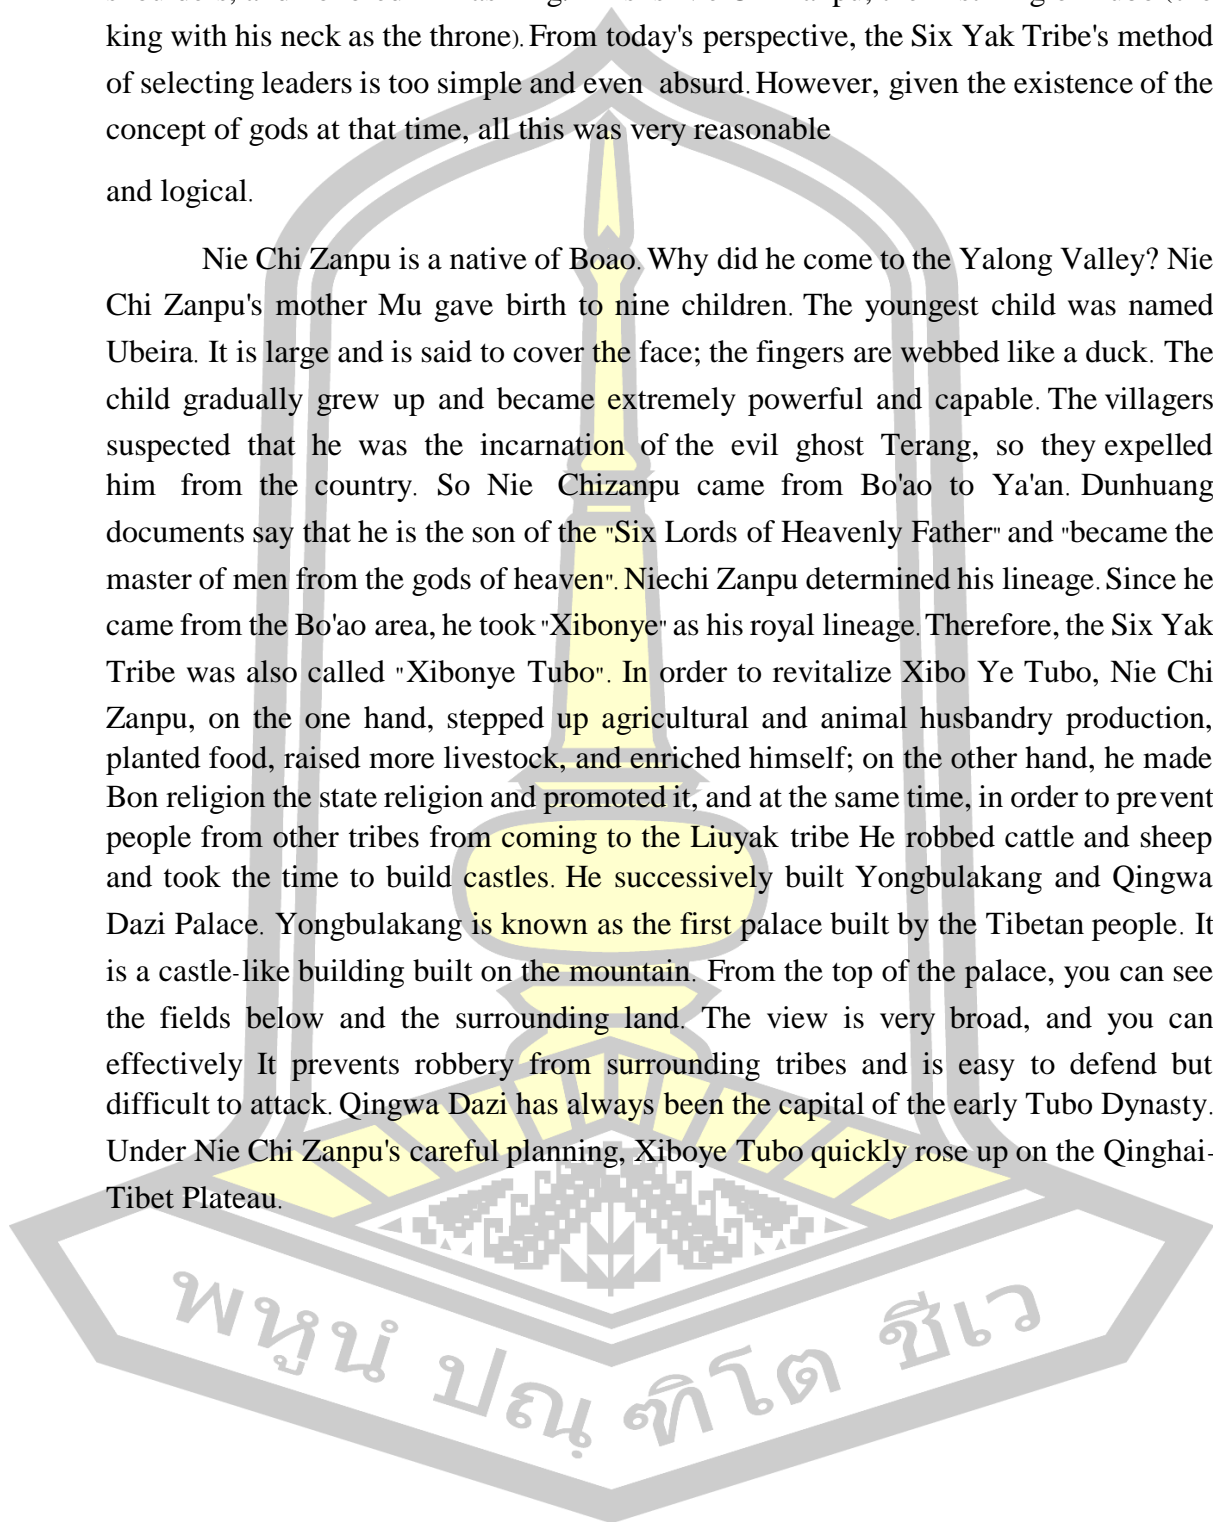 king with his neck as the throne). From today's perspective, the Six Yak Tribe's method
of selecting leaders is too simple and even absurd. However, given the existence of the
concept of gods at that time, all this was very reasonable
and logical.
Nie Chi Zanpu is a native of Boao. Why did he come to the Yalong Valley? Nie
Chi Zanpu's mother Mu gave birth to nine children. The youngest child was named
Ubeira. It is large and is said to cover the face; the fingers are webbed like a duck. The
child gradually grew up and became extremely powerful and capable. The villagers
suspected that he was the incarnation of the evil ghost Terang, so they expelled
him from the country. So Nie Chizanpu came from Bo'ao to Ya'an. Dunhuang
documents say that he is the son of the "Six Lords of Heavenly Father" and "became the
master of men from the gods of heaven". Niechi Zanpu determined his lineage. Since he
came from the Bo'ao area, he took "Xibonye" as his royal lineage. Therefore, the Six Yak
Tribe was also called "Xibonye Tubo". In order to revitalize Xibo Ye Tubo, Nie Chi
Zanpu, on the one hand, stepped up agricultural and animal husbandry production,
planted food, raised more livestock, and enriched himself; on the other hand, he made
Bon religion the state religion and promoted it, and at the same time, in order to prevent
people from other tribes from coming to the Liuyak tribe He robbed cattle and sheep
and took the time to build castles. He successively built Yongbulakang and Qingwa
Dazi Palace. Yongbulakang is known as the first palace built by the Tibetan people. It
is a castle-like building built on the mountain. From the top of the palace, you can see
the fields below and the surrounding land. The view is very broad, and you can
effectively It prevents robbery from surrounding tribes and is easy to defend but
difficult to attack. Qingwa Dazi has always been the capital of the early Tubo Dynasty.
Under Nie Chi Zanpu's careful planning, Xiboye Tubo quickly rose up on the Qinghai-
Tibet Plateau.
พหูนํ ปณฺฑิโต ชีเว